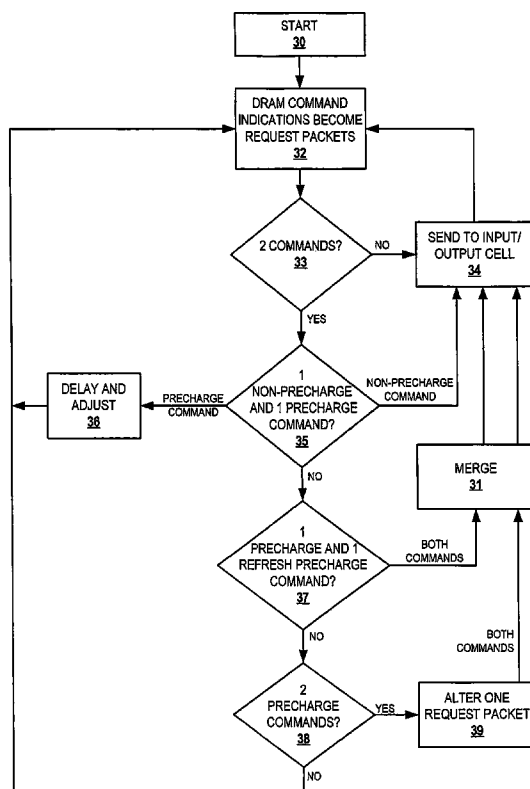 START
30
DRAM COMMAND
INDICATIONS BECOME
REQUEST PACKETS
32
2 COMMANDS?
33
NO
SEND TO INPUT/
OUTPUT CELL
34
YES
DELAY AND
ADJUST
36
PRECHARGE
COMMAND
1
NON-PRECHARGE
AND 1 PRECHARGE
COMMAND?
35
NON-PRECHARGE
COMMAND
NO
MERGE
31
1
PRECHARGE AND 1
REFRESH PRECHARGE
COMMAND?
37
BOTH
COMMANDS
NO
BOTH
COMMANDS
2
PRECHARGE
COMMANDS?
38
YES
ALTER ONE
REQUEST PACKET
39
NO